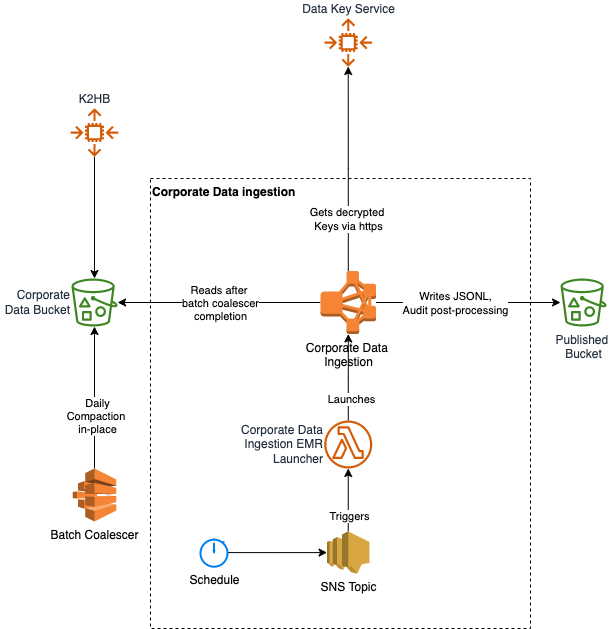 Data Key Service
K2HB
Corporate Data ingestion
Gets decrypted
Keys via https
Corporate
Data Bucket
Reads after
batch coalescer
completion
Writes JSONL,
Audit post-processing
Published
Bucket
Corporate Data
Ingestion
Launches
Daily
Compaction
in-place
Corporate Data
Ingestion EMR
Launcher
Batch Coalescer
Triggers
Schedule
SNS Topic